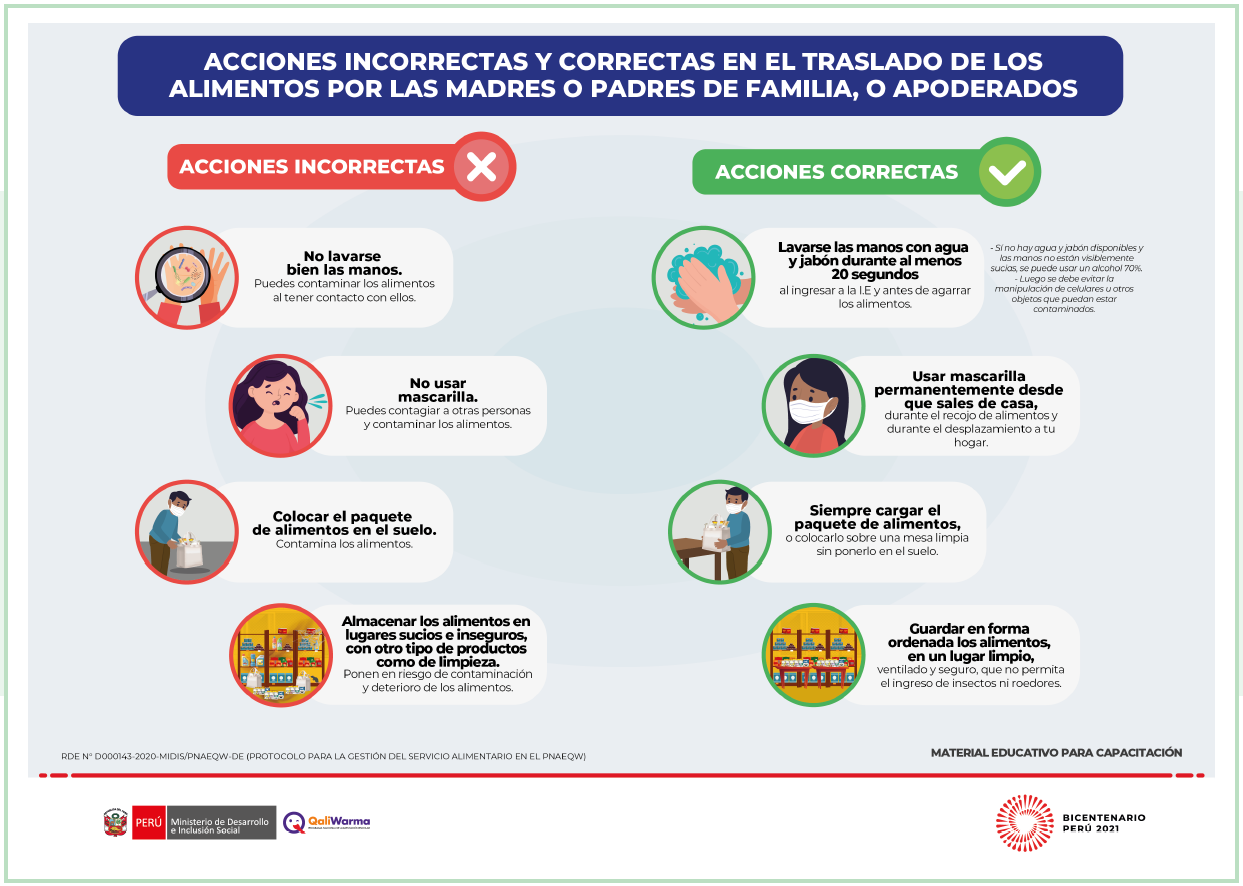 ACCIONES INCORRECTAS Y CORRECTAS EN EL TRASLADO DE LOS
ALIMENTOS POR LAS MADRES O PADRES DE FAMILIA, O APODERADOS
ACCIONES INCORRECTAS
No lavarse
bien las manos.
Puedes contaminar los alimentos
al tener contacto con ellos.
No usar
mascarilla.
Puedes contagiar a otras personas
y contaminar los alimentos.
Colocar el paquete
de alimentos en el suelo.
Contamina los alimentos.
Almacenar los alimentos en
lugares sucios e inseguros,
con otro tipo de productos
como de limpieza.
Ponen en riesgo de contaminación
y deterioro de los alimentos.
ACCIONES CORRECTAS
Lavarse las manos con agua
y jabón durante al menos
20 segundos
al ingresar a la I.E y antes de agarrar
los alimentos.
- Sí no hay agua y jabón disponibles y
las manos no están visiblemente
sucias, se puede usar un alcohol 70%.
- Luego se debe evitar la
manipulación de celulares u otros
objetos que puedan estar
contaminados.
Usar mascarilla
permanentemente desde
que sales de casa,
durante el recojo de alimentos y
durante el desplazamiento a tu
hogar.
Siempre cargar el
paquete de alimentos,
o colocarlo sobre una mesa limpia
sin ponerlo en el suelo.
Guardar en forma
ordenada los alimentos,
en un lugar limpio,
ventilado y seguro, que no permita
el ingreso de insectos ni roedores.
RDE N° D000143-2020-MIDIS/PNAEQW-DE (PROTOCOLO PARA LA GESTIÓN DEL SERVICIO ALIMENTARIO EN EL PNAEQW)
MATERIAL EDUCATIVO PARA CAPACITACIÓN
PERÚ
Ministerio de Desarrollo
e Inclusión Social
QaliWarma
BICENTENARIO
PERÚ 2021